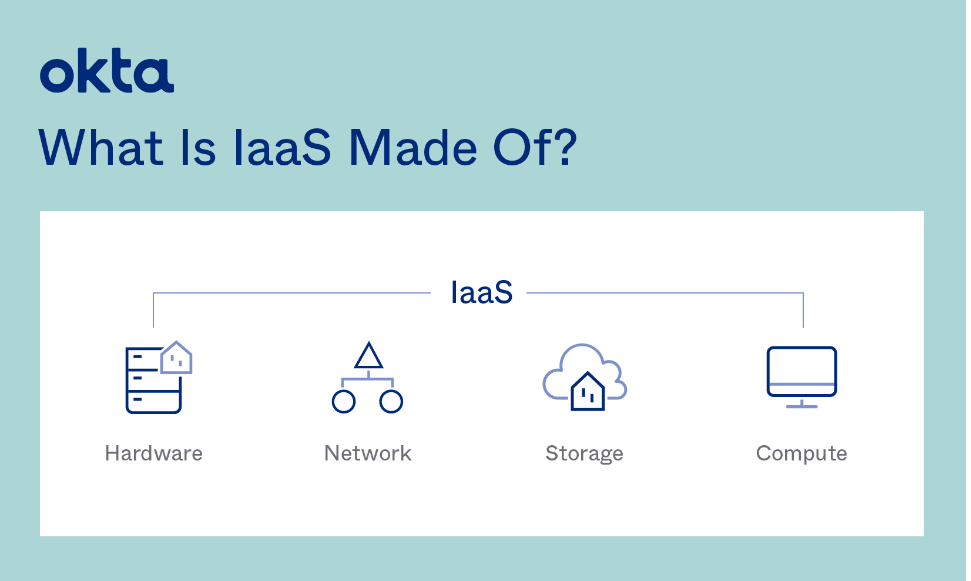 okta
What Is IaaS Made Of?
IaaS
Hardware
Network
Storage
Compute